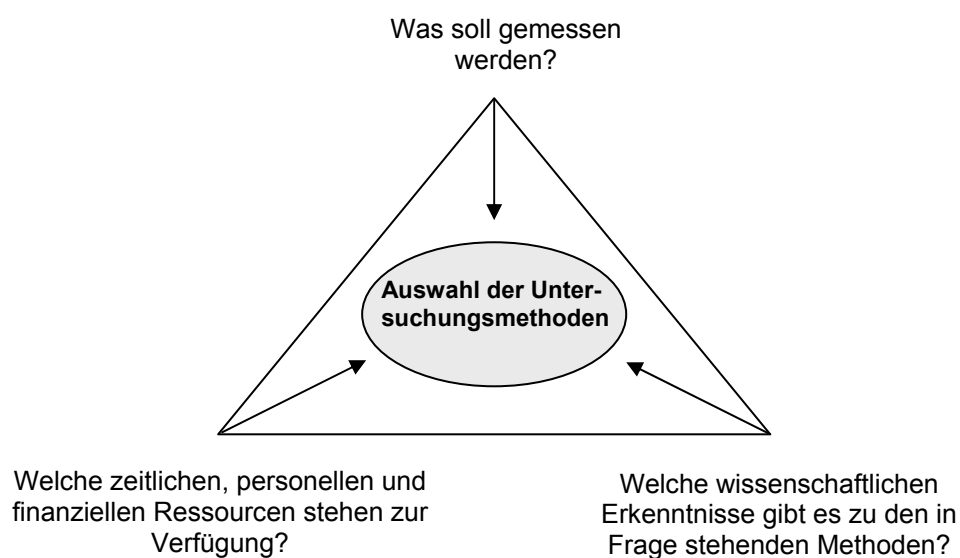 Was soll gemessen
werden?
Auswahl der Unter-
suchungsmethoden
Welche zeitlichen, personellen und
finanziellen Ressourcen stehen zur
Verfügung?
Welche wissenschaftlichen
Erkenntnisse gibt es zu den in
Frage stehenden Methoden?